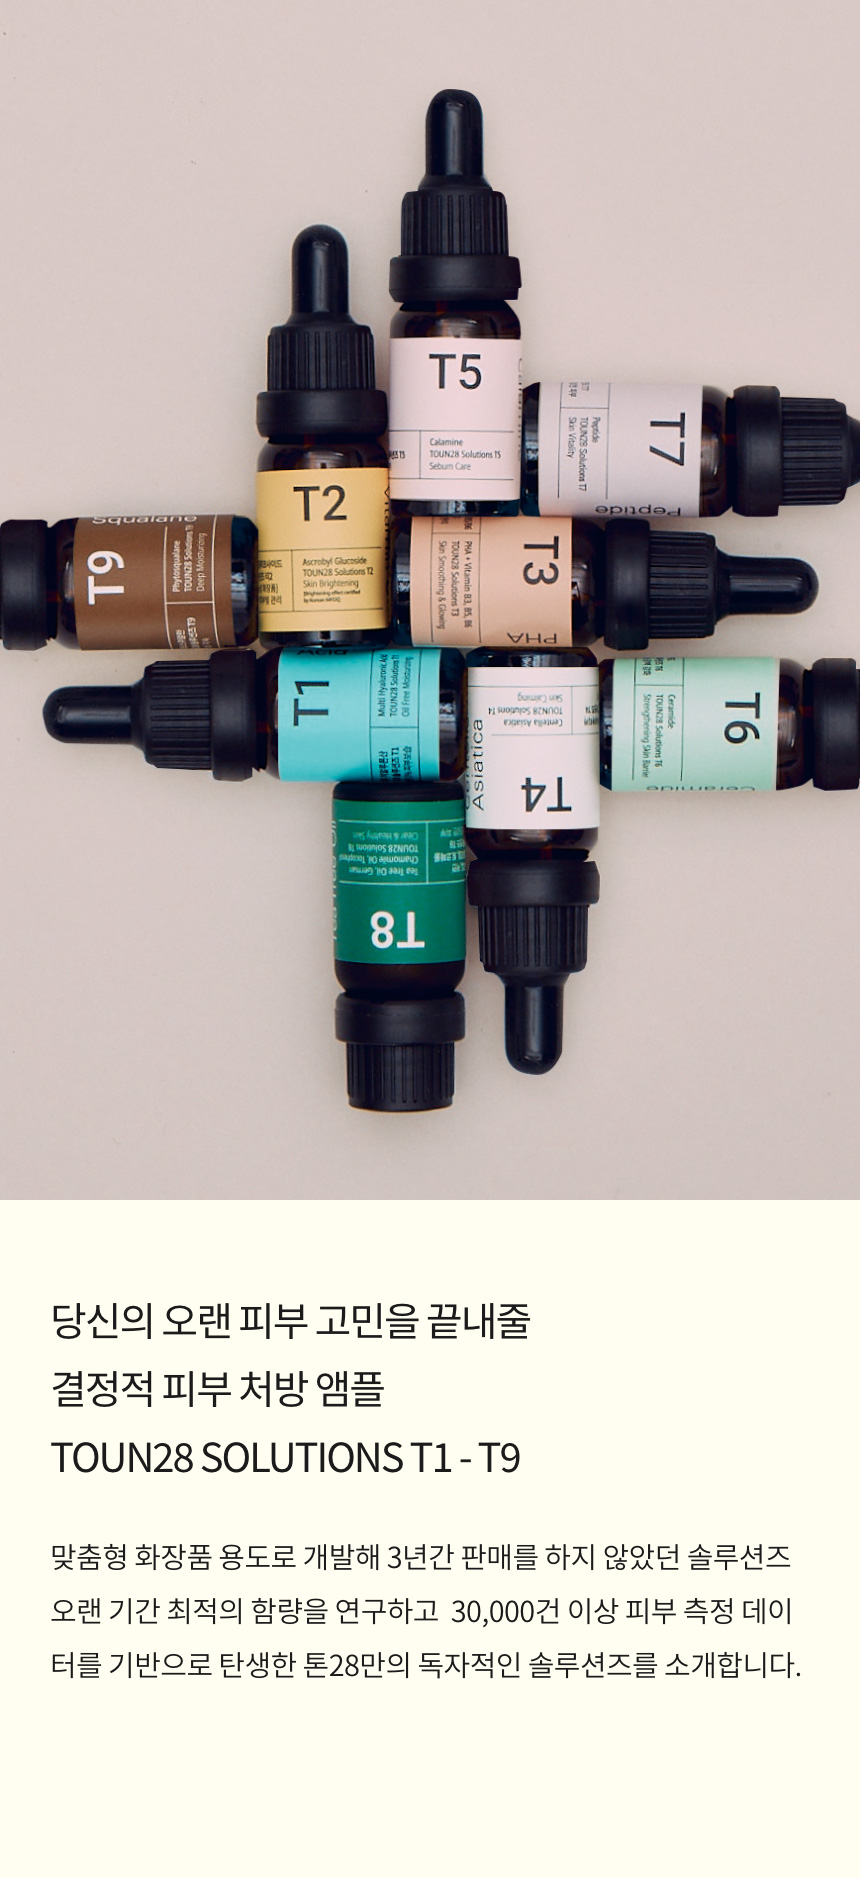 T5
Calamine
TOUN28 Solutions T5
Sebum Care
T7
Peptide
TOUN28 Solutions T7
Skin Vitality
Peptide
T2
Ascrobyl Glucoside
TOUN28 Solutions T2
Skin Brightening
T9
Squalane
Phytosqualane
TOUN28 Solutions T9
Deep Moisturizing
T3
PHA + Vitamin B3, B5, B6
TOUN28 Solutions T3
Skin Smoothing & Glowing
PHA
T1
Multi Hyaluronic Acid
TOUN28 Solutions T1
Oil Free Moisturizing
T4
Centella Asiatica
TOUN28 Solutions T4
Skin Calming
Asiatica
T6
Ceramide
TOUN28 Solutions T6
Strengthening Skin Barrier
Ceramide
T8
Tea Tree Oil, German
Chamomile Oil, Tocopherol
TOUN28 Solutions T8
Clear & Healthy Skin
당신의 오랜 피부 고민을 끝내줄
결정적 피부 처방 앰플
TOUN28 SOLUTIONS T1 - T9
맞춤형 화장품 용도로 개발해 3년간 판매를 하지 않았던 솔루션즈
오랜 기간 최적의 함량을 연구하고 30,000건 이상 피부 측정 데이
터를 기반으로 탄생한 톤28만의 독자적인 솔루션즈를 소개합니다.